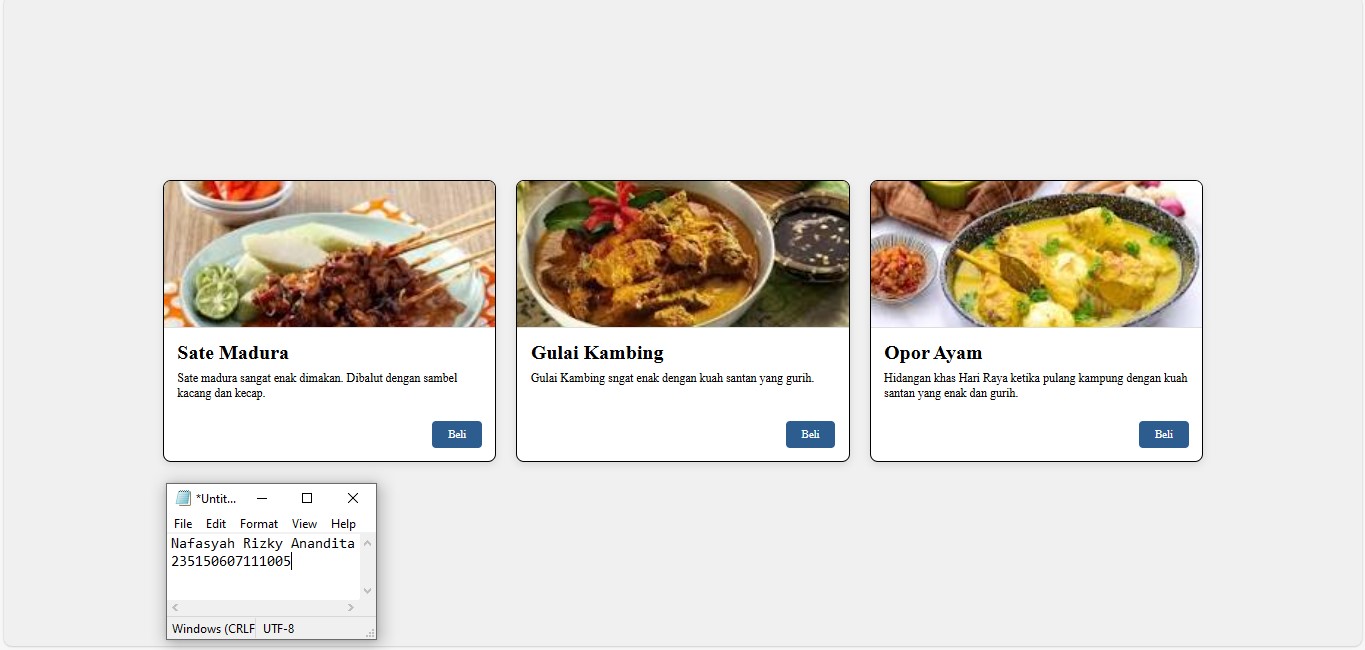 Sate Madura
Sate madura sangat enak dimakan. Dibalut dengan sambel
kacang dan kecap.
Beli
Gulai Kambing
Gulai Kambing sngat enak dengan kuah santan yang gurih.
Beli
Opor Ayam
Hidangan khas Hari Raya ketika pulang kampung dengan kuah
santan yang enak dan gurih.
Beli
*Untit...
File Edit Format View Help
Nafasyah Rizky Anandita
235150607111005
Windows (CRLF UTF-8